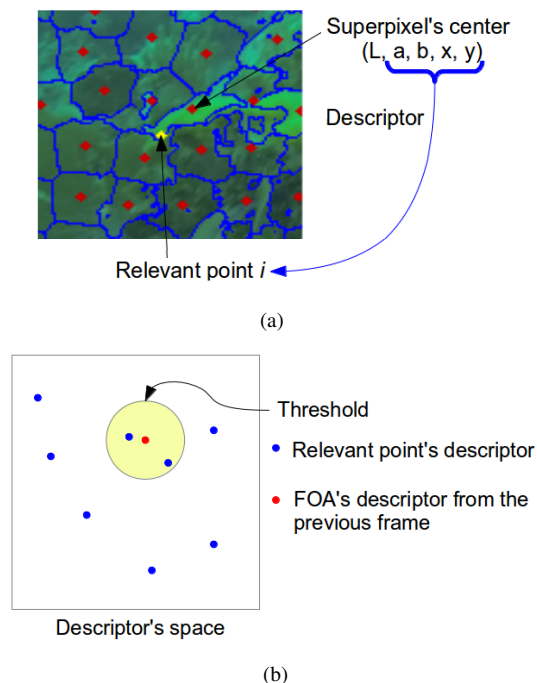 Superpixel's center
(L, a, b, x, y)
Descriptor
Relevant point i
(a)
Threshold
Relevant point's descriptor
FOA's descriptor from the
previous frame
Descriptor's space
(b)